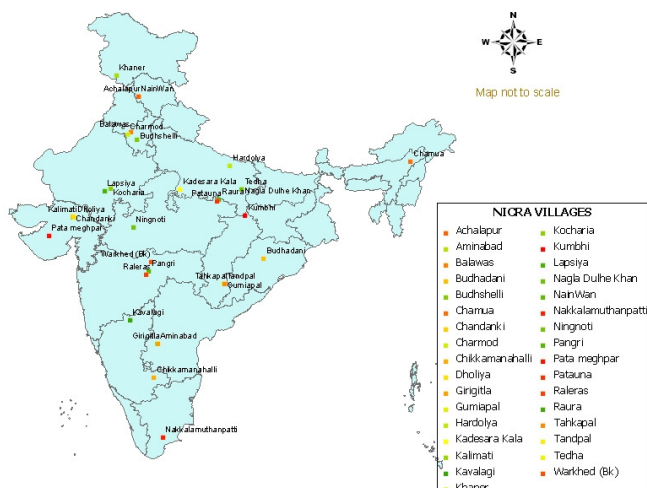 N
W E
S
Map not to scale
Khaner
Achalapur NainWan
Balawas Charmod
Budhshelli
Hardolya
Chamua
Lapsiya
Kocharia
Kadesara Kala
Tedha
Patauna Raura Nagla Dulhe Khan
Kalimati Dholiya
Chandanki
Kumbhi
Pata meghpar
Ningnoti
Warkhed (Bk)
Pangri
Raleras
Budhadani
Tahkapal Tandpal
Gumiapal
Kavalagi
Girigitla Aminabad
Chikkamanahalli
Nakkalamuthanpatti
NICRA VILLAGES
Achalapur
Aminabad
Balawas
Budhadani
Budhshelli
Chamua
Chandanki
Charmod
Chikkamanahalli
Dholiya
Girigitla
Gumiapal
Hardolya
Kadesara Kala
Kalimati
Kavalagi
Khaner
Kocharia
Kumbhi
Lapsiya
Nagla Dulhe Khan
NainWan
Nakkalamuthanpatti
Ningnoti
Pangri
Pata meghpar
Patauna
Raleras
Raura
Tahkapal
Tandpal
Tedha
Warkhed (Bk)